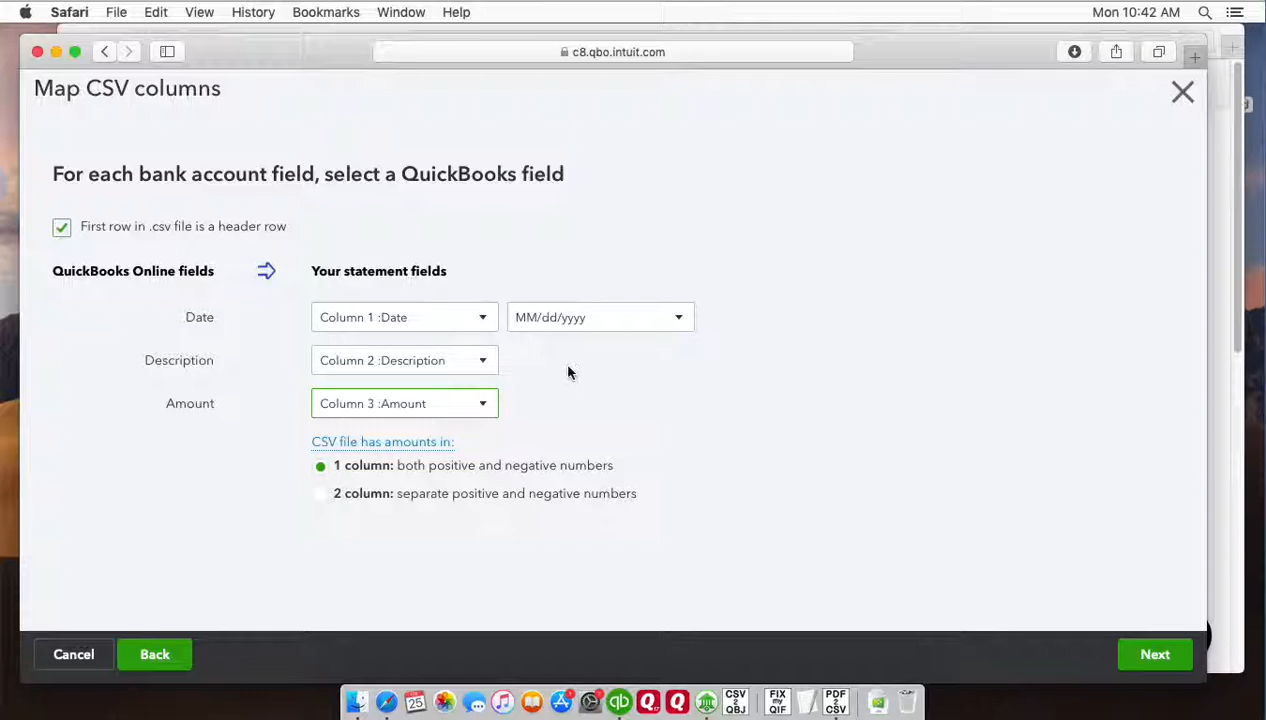 Safari File Edit View History Bookmarks Window Help Mon 10:42 AM
c8.qbo.intuit.com
Map CSV columns
For each bank account field, select a QuickBooks field
First row in .csv file is a header row
QuickBooks Online fields Your statement fields
Date Column 1 :Date MM/dd/yyyy
Description Column 2 :Description
Amount Column 3 :Amount
CSV file has amounts in:
1 column: both positive and negative numbers
2 column: separate positive and negative numbers
Cancel Back Next
25 CSV 2 QBJ FIX my QIF PDF 2 CSV